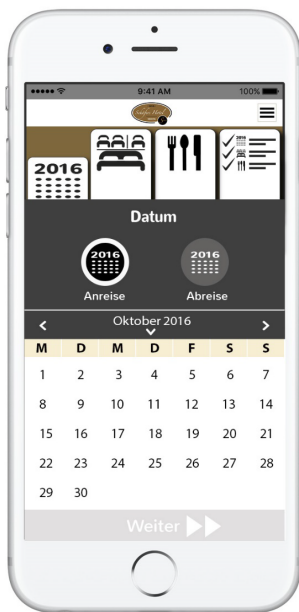 9:41 AM 100%
2016
2016
Datum
2016 2016
Anreise Abreise
Oktober 2016
M D M D F S S
1 2 3 4 5 6 7
8 9 10 11 12 13 14
15 16 17 18 19 20 21
22 23 24 25 26 27 28
29 30
Weiter